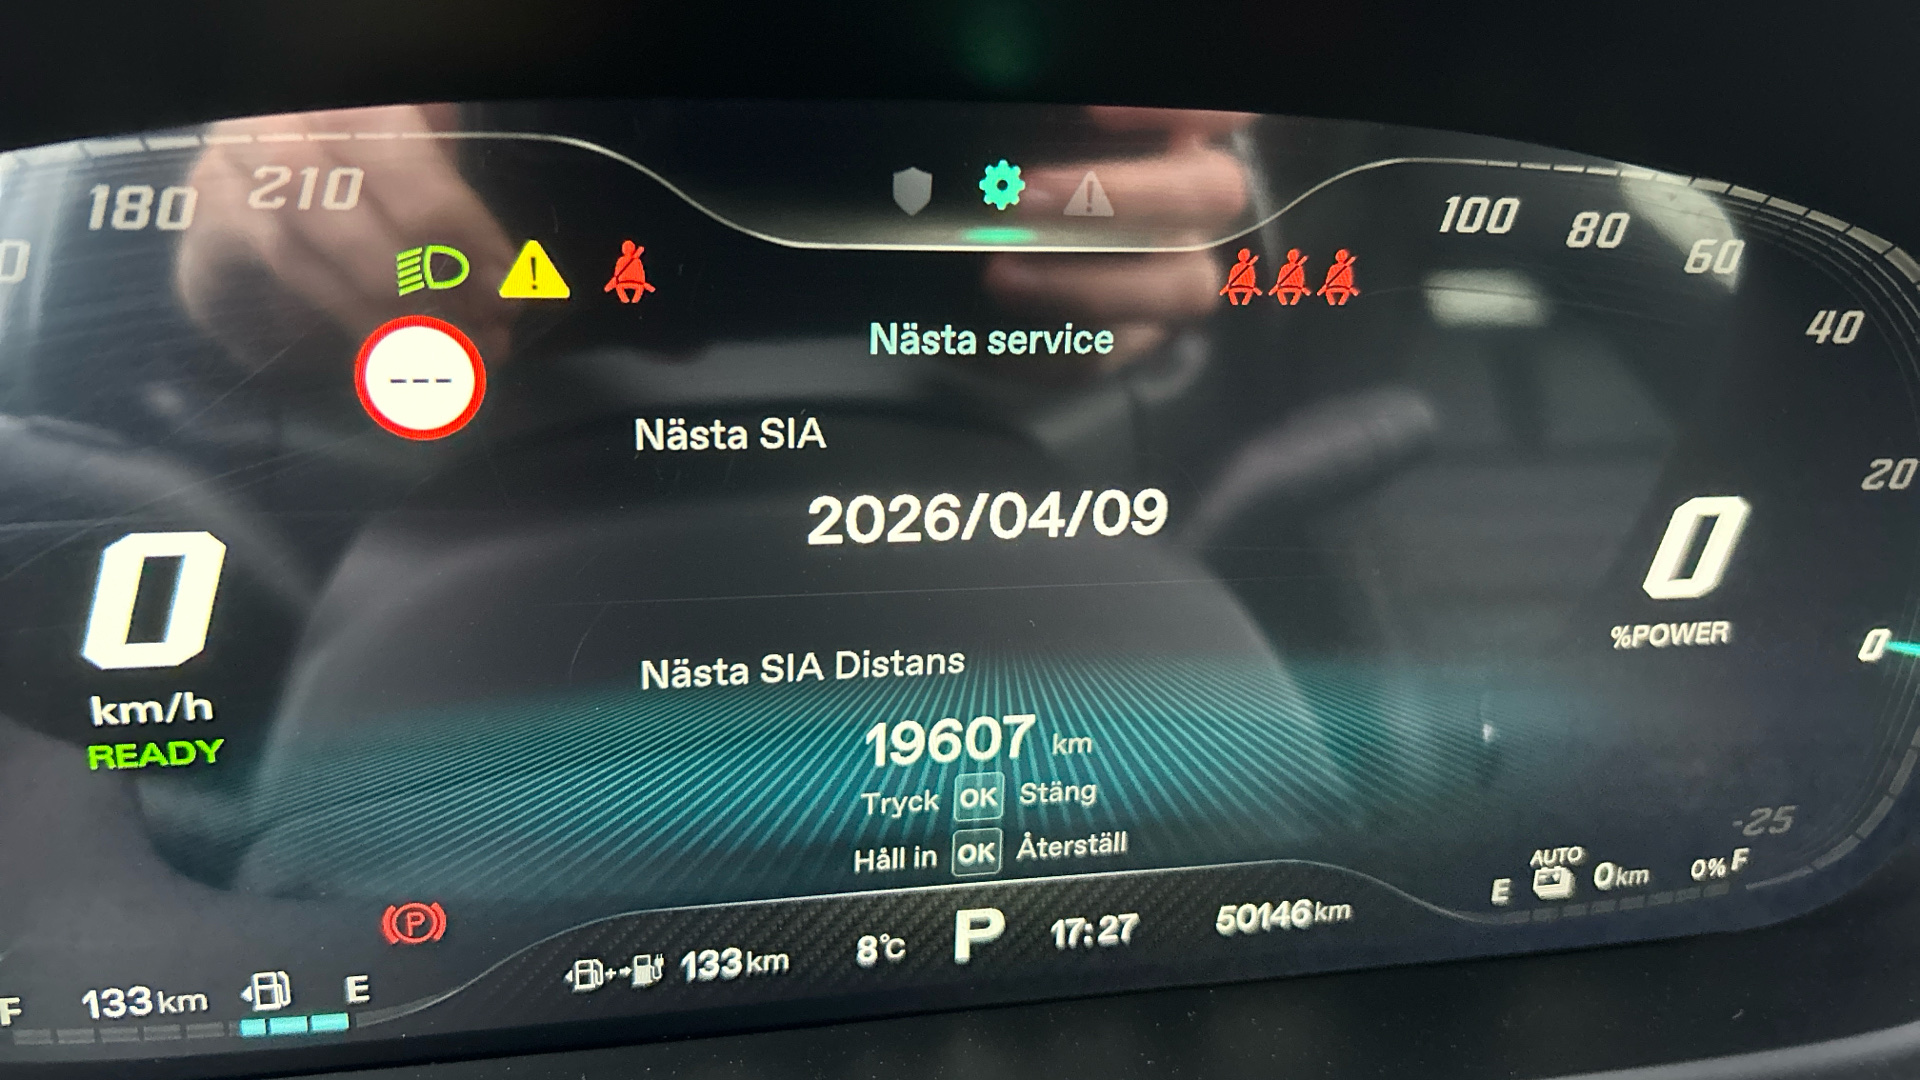 180
210
100
80
60
40
20
0
-25
---
Nästa service
Nästa SIA
2026/04/09
Nästa SIA Distans
19607 km
Tryck OK Stäng
Håll in OK Återställ
0
km/h
READY
0
%POWER
F 133km E
133km
8°C
P
17:27
50146km
E AUTO 0km 0% F
P